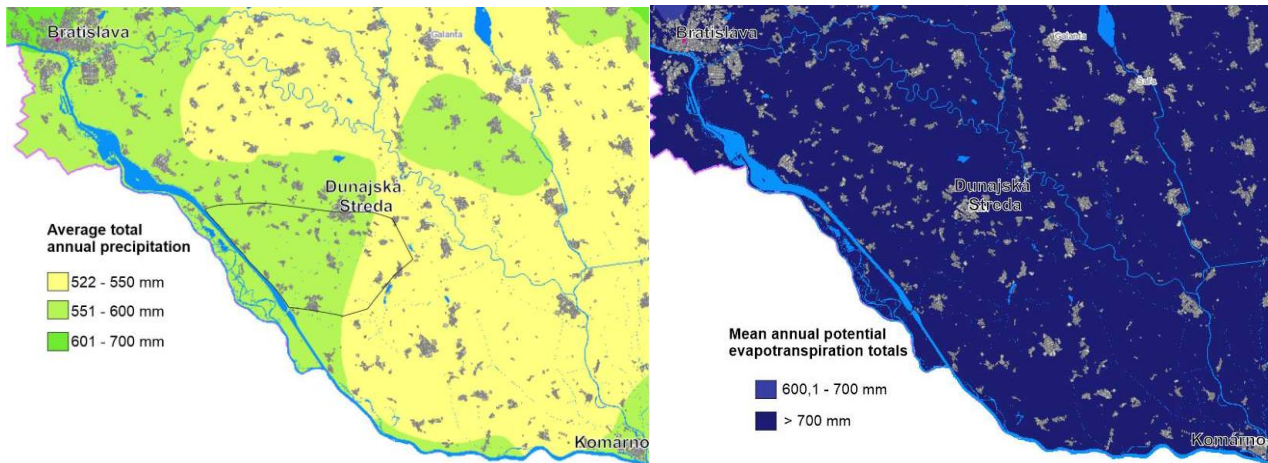 Bratislava
Galanta
Šaľa
Dunajská
Streda
Average total
annual precipitation
522 - 550 mm
551 - 600 mm
601 - 700 mm
Komárno
Bratislava
Galanta
Šaľa
Dunajská
Streda
Mean annual potential
evapotranspiration totals
600,1 - 700 mm
> 700 mm
Komárno